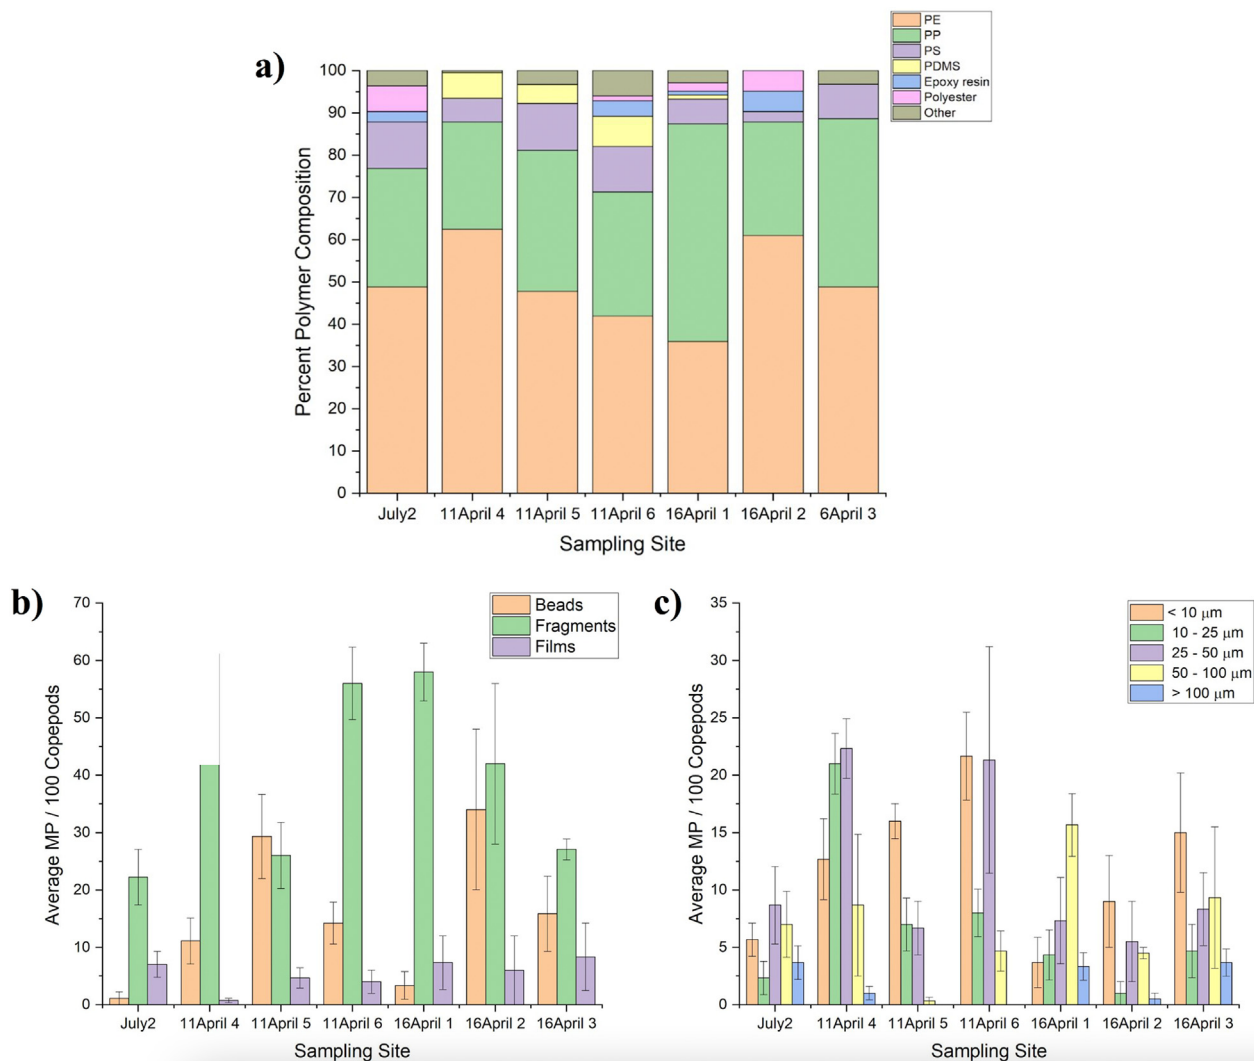 PE
PP
PS
PDMS
Epoxy resin
Polyester
Other
a)
100
90
80
70
60
50
40
30
20
10
0
Percent Polymer Composition
July2 11April 4 11April 5 11April 6 16April 1 16April 2 6April 3
Sampling Site
b)
70
60
50
40
30
20
10
0
Average MP / 100 Copepods
Beads
Fragments
Films
July2 11April 4 11April 5 11April 6 16April 1 16April 2 16April 3
Sampling Site
c)
35
30
25
20
15
10
5
0
Average MP / 100 Copepods
< 10 μm
10 - 25 μm
25 - 50 μm
50 - 100 μm
> 100 μm
July2 11April 4 11April 5 11April 6 16April 1 16April 2 16April 3
Sampling Site